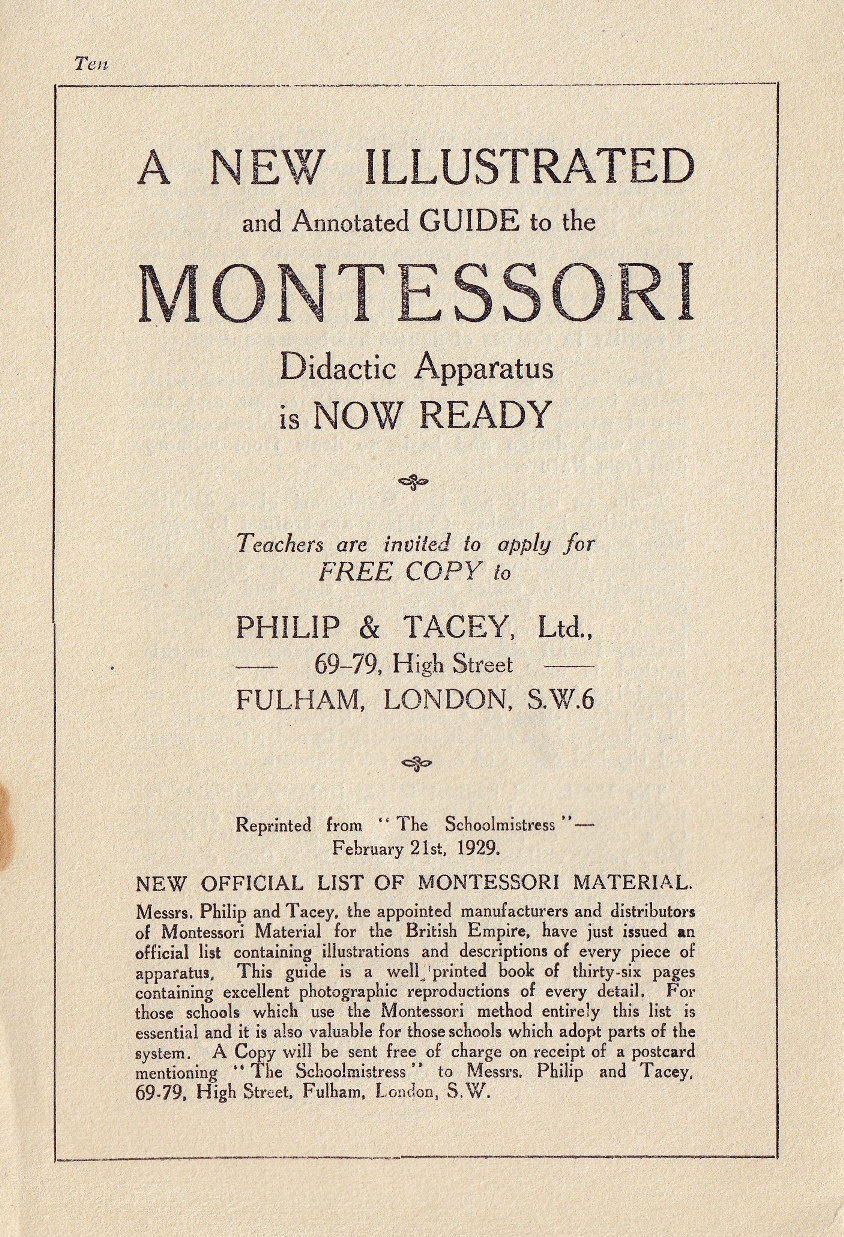 Ten
A NEW ILLUSTRATED
and Annotated GUIDE to the
MONTESSORI
Didactic Apparatus
is NOW READY
Teachers are invited to apply for
FREE COPY to
PHILIP & TACEY, Ltd.,
— 69–79, High Street —
FULHAM, LONDON, S.W.6
Reprinted from “The Schoolmistress”—
February 21st, 1929.
NEW OFFICIAL LIST OF MONTESSORI MATERIAL.
Messrs. Philip and Tacey, the appointed manufacturers and distributors
of Montessori Material for the British Empire, have just issued an
official list containing illustrations and descriptions of every piece of
apparatus. This guide is a well-printed book of thirty-six pages
containing excellent photographic reproductions of every detail. For
those schools which use the Montessori method entirely this list is
essential and it is also valuable for those schools which adopt parts of the
system. A Copy will be sent free of charge on receipt of a postcard
mentioning “The Schoolmistress” to Messrs. Philip and Tacey,
69-79, High Street, Fulham, London, S.W.